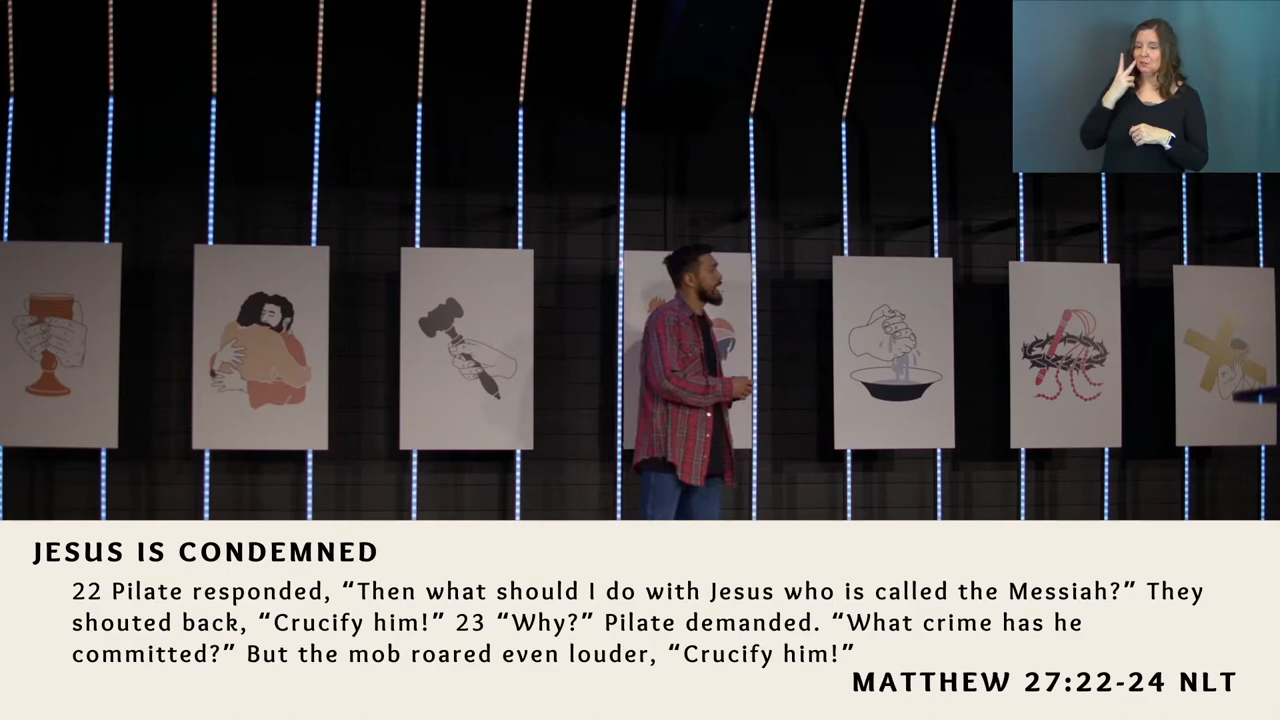 JESUS IS CONDEMNED
22 Pilate responded, “Then what should I do with Jesus who is called the Messiah?” They
shouted back, “Crucify him!” 23 “Why?” Pilate demanded. “What crime has he
committed?” But the mob roared even louder, “Crucify him!”
MATTHEW 27:22-24 NLT